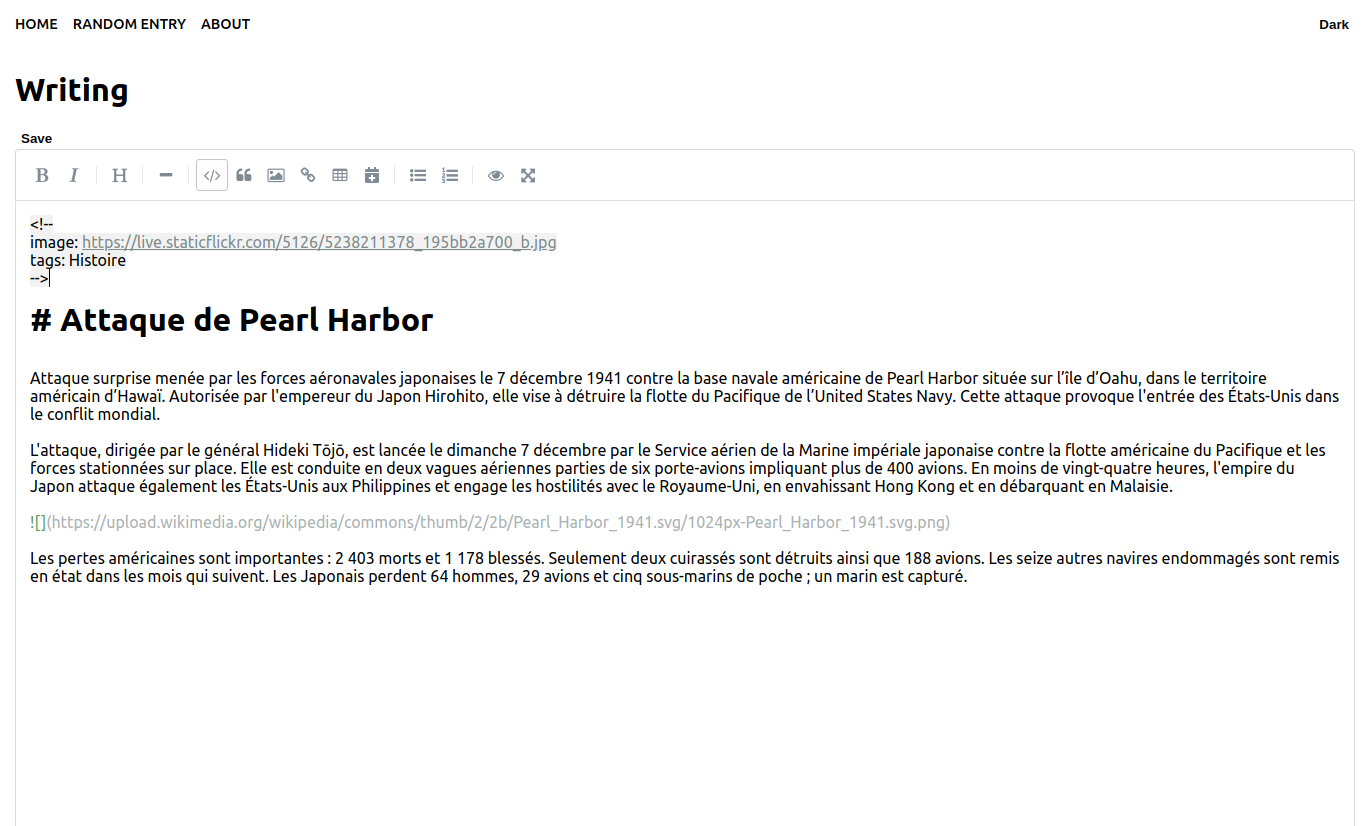 HOME RANDOM ENTRY ABOUT Dark
Writing
Save
B I H
<!--
image: https://live.staticflickr.com/5126/5238211378_195bb2a700_b.jpg
tags: Histoire
-->
# Attaque de Pearl Harbor
Attaque surprise menée par les forces aéronavales japonaises le 7 décembre 1941 contre la base navale américaine de Pearl Harbor située sur l’île d’Oahu, dans le territoire
américain d’Hawaï. Autorisée par l'empereur du Japon Hirohito, elle vise à détruire la flotte du Pacifique de l’United States Navy. Cette attaque provoque l'entrée des États-Unis dans
le conflit mondial.
L'attaque, dirigée par le général Hideki Tōjō, est lancée le dimanche 7 décembre par le Service aérien de la Marine impériale japonaise contre la flotte américaine du Pacifique et les
forces stationnées sur place. Elle est conduite en deux vagues aériennes parties de six porte-avions impliquant plus de 400 avions. En moins de vingt-quatre heures, l'empire du
Japon attaque également les États-Unis aux Philippines et engage les hostilités avec le Royaume-Uni, en envahissant Hong Kong et en débarquant en Malaisie.
![](https://upload.wikimedia.org/wikipedia/commons/thumb/2/2b/Pearl_Harbor_1941.svg/1024px-Pearl_Harbor_1941.svg.png)
Les pertes américaines sont importantes : 2 403 morts et 1 178 blessés. Seulement deux cuirassés sont détruits ainsi que 188 avions. Les seize autres navires endommagés sont remis
en état dans les mois qui suivent. Les Japonais perdent 64 hommes, 29 avions et cinq sous-marins de poche ; un marin est capturé.